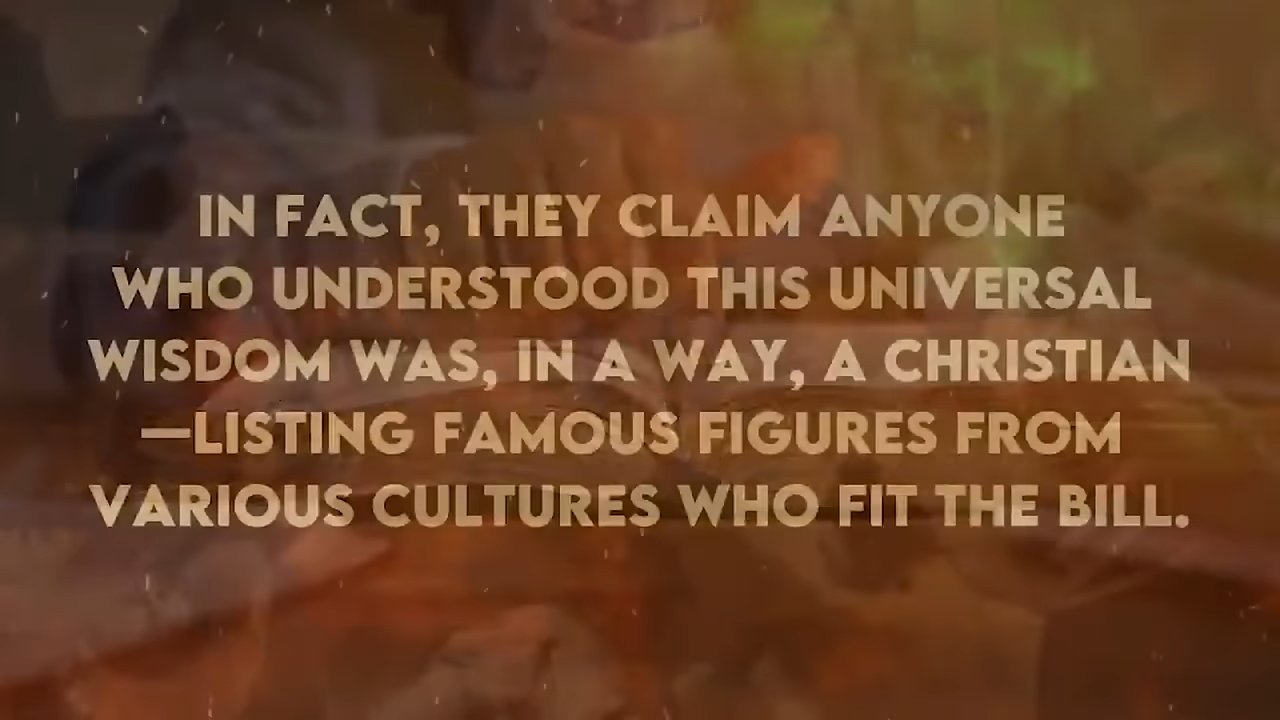 IN FACT, THEY CLAIM ANYONE
WHO UNDERSTOOD THIS UNIVERSAL
WISDOM WAS, IN A WAY, A CHRISTIAN
—LISTING FAMOUS FIGURES FROM
VARIOUS CULTURES WHO FIT THE BILL.